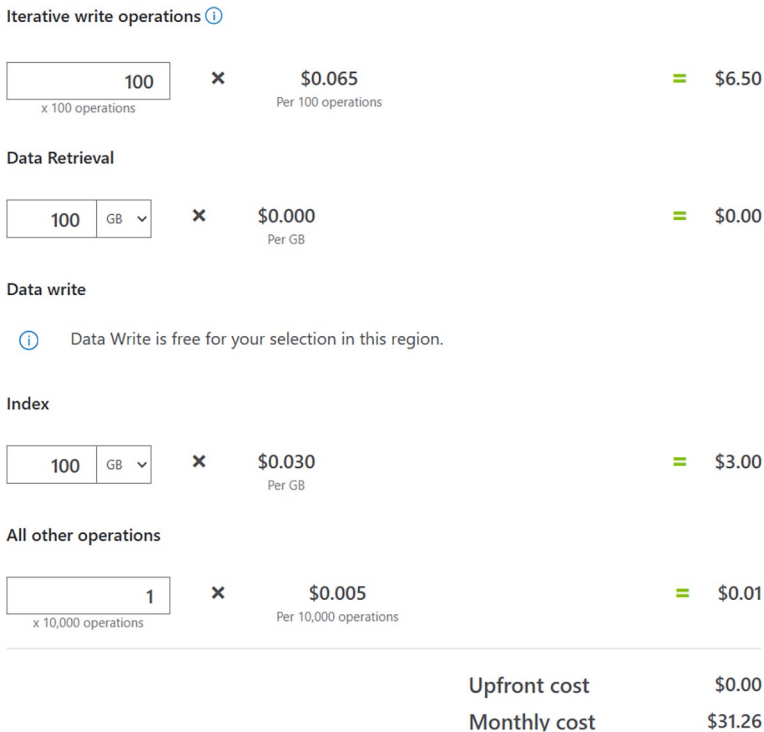 Iterative write operations
100 × $0.065 = $6.50
x 100 operations Per 100 operations
Data Retrieval
100 GB × $0.000 = $0.00
Per GB
Data write
Data Write is free for your selection in this region.
Index
100 GB × $0.030 = $3.00
Per GB
All other operations
1 × $0.005 = $0.01
x 10,000 operations Per 10,000 operations
Upfront cost $0.00
Monthly cost $31.26